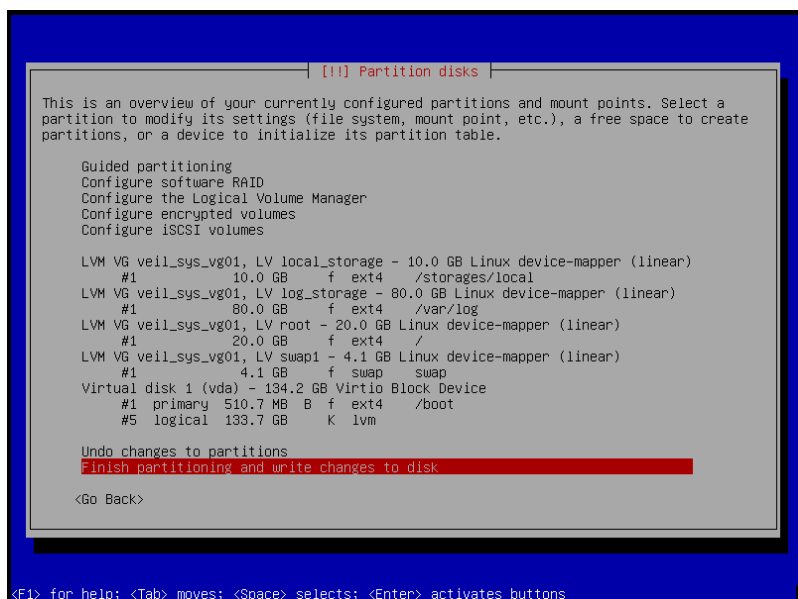 [!!] Partition disks
This is an overview of your currently configured partitions and mount points. Select a
partition to modify its settings (file system, mount point, etc.), a free space to create
partitions, or a device to initialize its partition table.
Guided partitioning
Configure software RAID
Configure the Logical Volume Manager
Configure encrypted volumes
Configure iSCSI volumes
LVM VG veil_sys_vg01, LV local_storage - 10.0 GB Linux device-mapper (linear)
#1 10.0 GB f ext4 /storages/local
LVM VG veil_sys_vg01, LV log_storage - 80.0 GB Linux device-mapper (linear)
#1 80.0 GB f ext4 /var/log
LVM VG veil_sys_vg01, LV root - 20.0 GB Linux device-mapper (linear)
#1 20.0 GB f ext4 /
LVM VG veil_sys_vg01, LV swap1 - 4.1 GB Linux device-mapper (linear)
#1 4.1 GB f swap swap
Virtual disk 1 (vda) - 134.2 GB Virtio Block Device
#1 primary 510.7 MB B f ext4 /boot
#5 logical 133.7 GB K lvm
Undo changes to partitions
Finish partitioning and write changes to disk
<Go Back>
<F1> for help; <Tab> moves; <Space> selects; <Enter> activates buttons